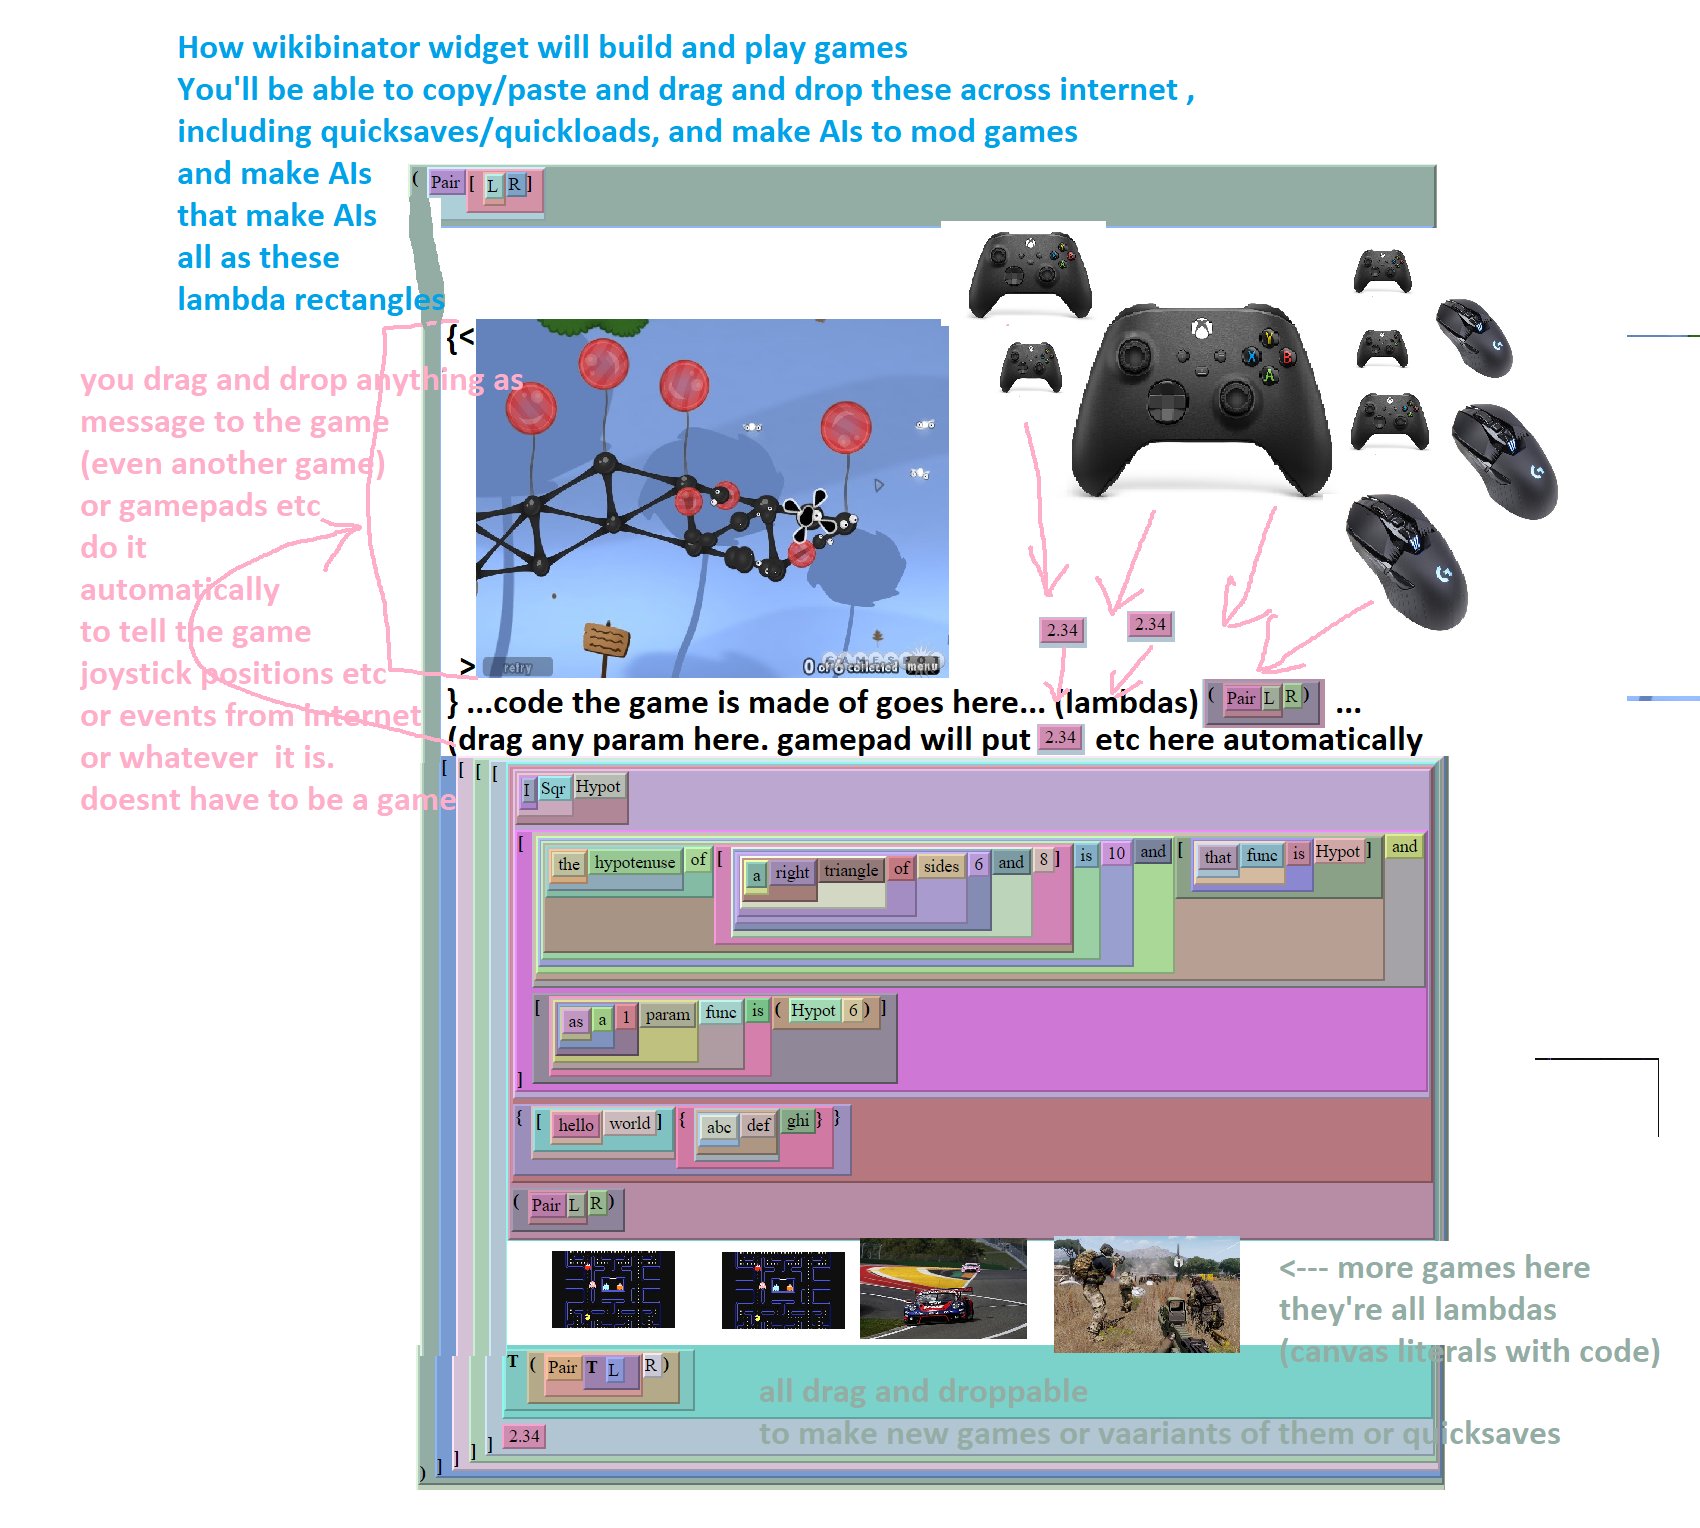 How wikibinator widget will build and play games
You'll be able to copy/paste and drag and drop these across internet ,
including quicksaves/quickloads, and make AIs to mod games
and make AIs
that make AIs
all as these
lambda rectangles
( Pair [ L R ]
{<
you drag and drop anything as
message to the game
(even another game)
or gamepads etc
do it
automatically
to tell the game
joystick positions etc
or events from internet
or whatever it is.
doesnt have to be a game
Y
X B
A
G
G
G
retry
0 of 6 collected menu
>
2.34 2.34
} ...code the game is made of goes here... (lambdas) ( Pair L R ) ...
(drag any param here. gamepad will put 2.34 etc here automatically
[ [ [ [
I Sqr Hypot
[ the hypotenuse of [ a right triangle of sides 6 and 8 ] is 10 and [ that func is Hypot ] and
[ as a 1 param func is ( Hypot 6 ) ]
]
{ [ hello world ] { abc def ghi } }
( Pair L R )
<--- more games here
they're all lambdas
(canvas literals with code)
T ( Pair T L R )
all drag and droppable
to make new games or vaariants of them or quicksaves
2.34
) ] ] ] ]